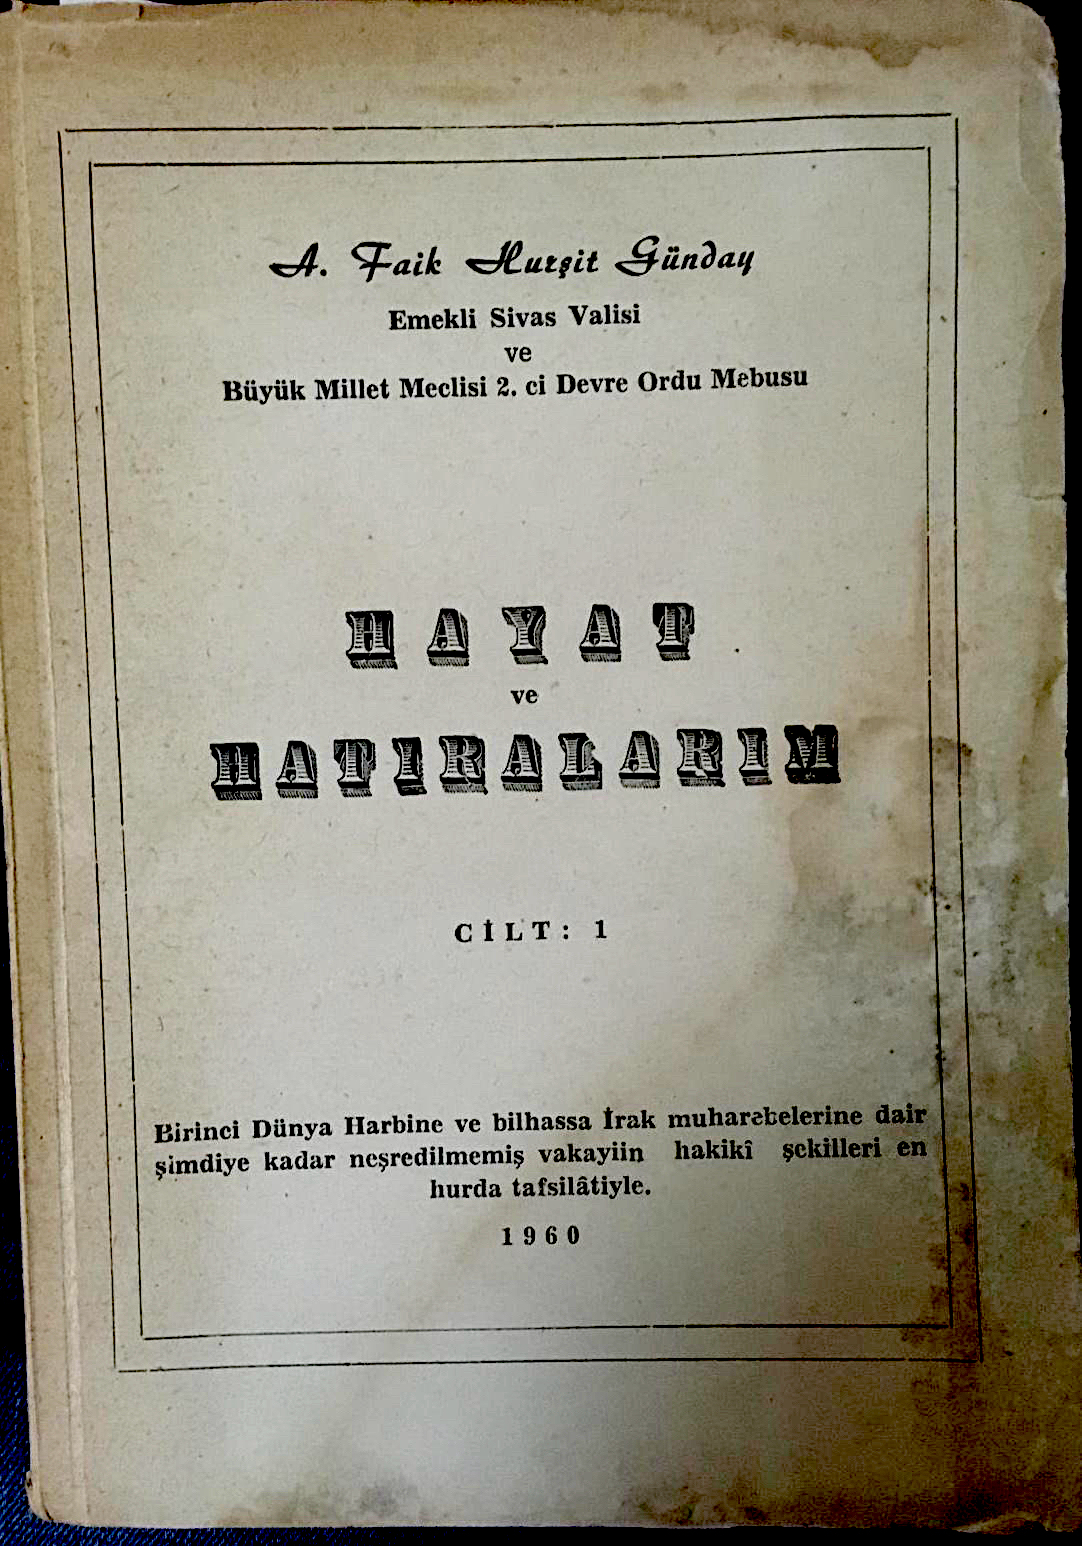 A. Faik Hurşit Günday
Emekli Sivas Valisi
ve
Büyük Millet Meclisi 2. ci Devre Ordu Mebusu
HAYAT
ve
HATIRALARIM
CİLT: 1
Birinci Dünya Harbine ve bilhassa İrak muharebelerine dair
şimdiye kadar neşredilmemiş vakayiin hakikî şekilleri en
hurda tafsilâtiyle.
1960